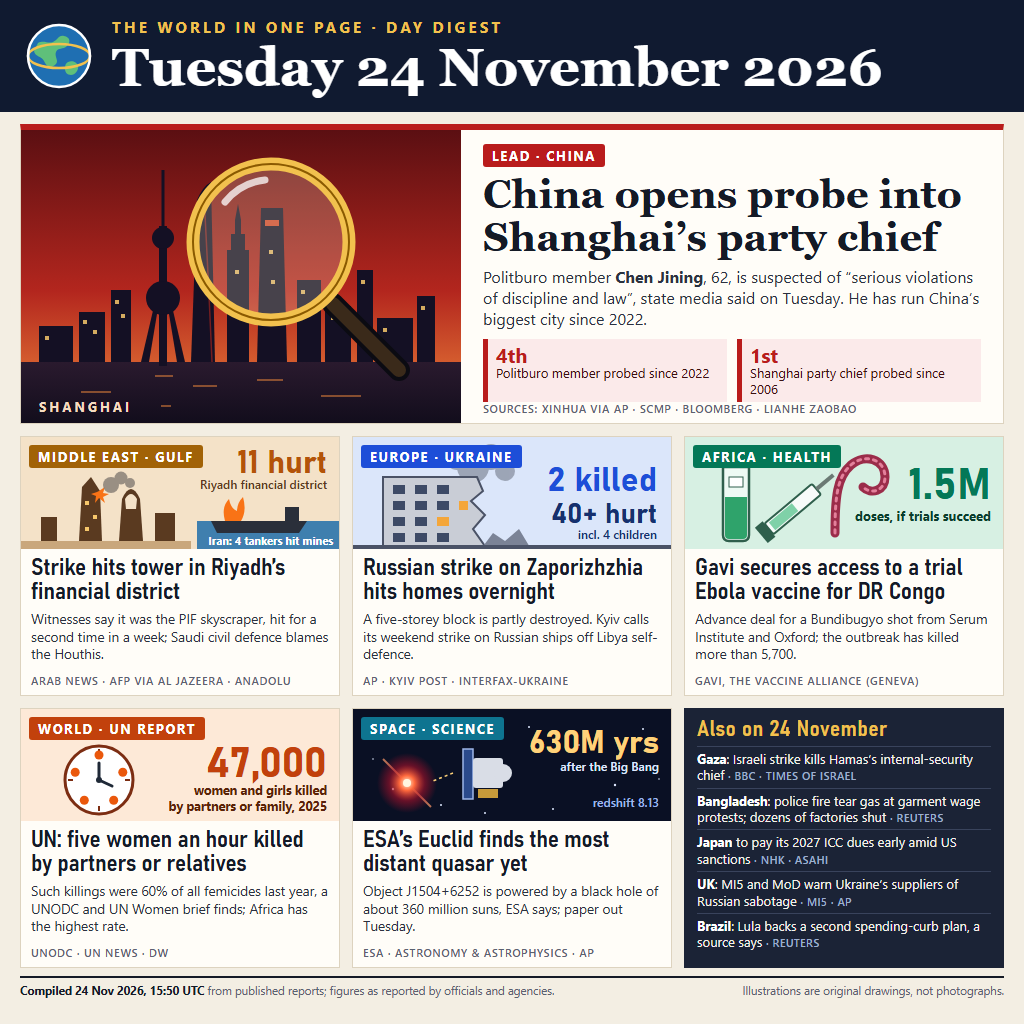 THE WORLD IN ONE PAGE · DAY DIGEST
Tuesday 24 November 2026
SHANGHAI
LEAD · CHINA
China opens probe into
Shanghai’s party chief
Politburo member Chen Jining, 62, is suspected of “serious violations
of discipline and law”, state media said on Tuesday. He has run China’s
biggest city since 2022.
4th
Politburo member probed since 2022
1st
Shanghai party chief probed since
2006
SOURCES: XINHUA VIA AP · SCMP · BLOOMBERG · LIANHE ZAOBAO
MIDDLE EAST · GULF
11 hurt
Riyadh financial district
Iran: 4 tankers hit mines
Strike hits tower in Riyadh’s
financial district
Witnesses say it was the PIF skyscraper, hit for a
second time in a week; Saudi civil defence blames
the Houthis.
ARAB NEWS · AFP VIA AL JAZEERA · ANADOLU
EUROPE · UKRAINE
2 killed
40+ hurt
incl. 4 children
Russian strike on Zaporizhzhia
hits homes overnight
A five-storey block is partly destroyed. Kyiv calls
its weekend strike on Russian ships off Libya self-
defence.
AP · KYIV POST · INTERFAX-UKRAINE
AFRICA · HEALTH
1.5M
doses, if trials succeed
Gavi secures access to a trial
Ebola vaccine for DR Congo
Advance deal for a Bundibugyo shot from Serum
Institute and Oxford; the outbreak has killed
more than 5,700.
GAVI, THE VACCINE ALLIANCE (GENEVA)
WORLD · UN REPORT
47,000
women and girls killed
by partners or family, 2025
UN: five women an hour killed
by partners or relatives
Such killings were 60% of all femicides last year, a
UNODC and UN Women brief finds; Africa has
the highest rate.
UNODC · UN NEWS · DW
SPACE · SCIENCE
630M yrs
after the Big Bang
redshift 8.13
ESA’s Euclid finds the most
distant quasar yet
Object J1504+6252 is powered by a black hole of
about 360 million suns, ESA says; paper out
Tuesday.
ESA · ASTRONOMY & ASTROPHYSICS · AP
Also on 24 November
Gaza: Israeli strike kills Hamas’s internal-security
chief · BBC · TIMES OF ISRAEL
Bangladesh: police fire tear gas at garment wage
protests; dozens of factories shut · REUTERS
Japan to pay its 2027 ICC dues early amid US
sanctions · NHK · ASAHI
UK: MI5 and MoD warn Ukraine’s suppliers of
Russian sabotage · MI5 · AP
Brazil: Lula backs a second spending-curb plan, a
source says · REUTERS
Compiled 24 Nov 2026, 15:50 UTC from published reports; figures as reported by officials and agencies.
Illustrations are original drawings, not photographs.